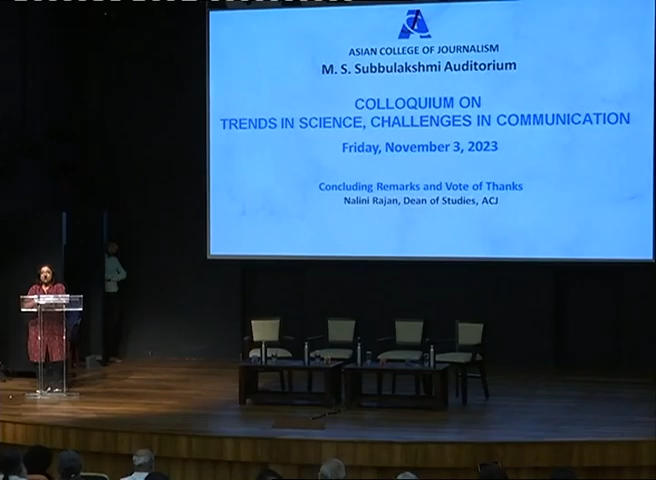 ASIAN COLLEGE OF JOURNALISM
M. S. Subbulakshmi Auditorium
COLLOQUIUM ON
TRENDS IN SCIENCE, CHALLENGES IN COMMUNICATION
Friday, November 3, 2023
Concluding Remarks and Vote of Thanks
Nalini Rajan, Dean of Studies, ACJ